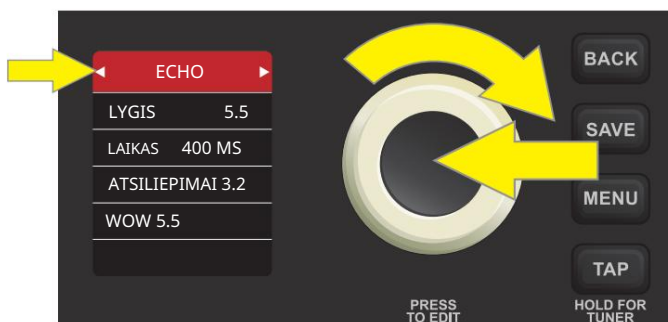 ECHO
LYGIS 5.5
LAIKAS 400 MS
ATSILIEPIMAI 3.2
WOW 5.5
BACK
SAVE
MENU
TAP
PRESS
TO EDIT
HOLD FOR
TUNER